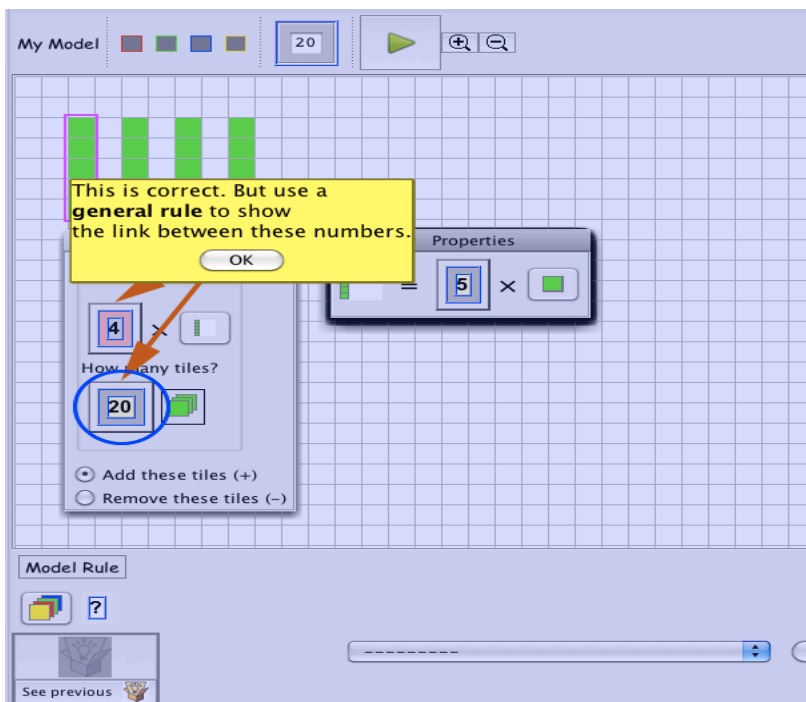 My Model
20
This is correct. But use a
general rule to show
the link between these numbers.
OK
Properties
= 5 ×
4 ×
How many tiles?
20
Add these tiles (+)
Remove these tiles (-)
Model Rule
?
---------
See previous